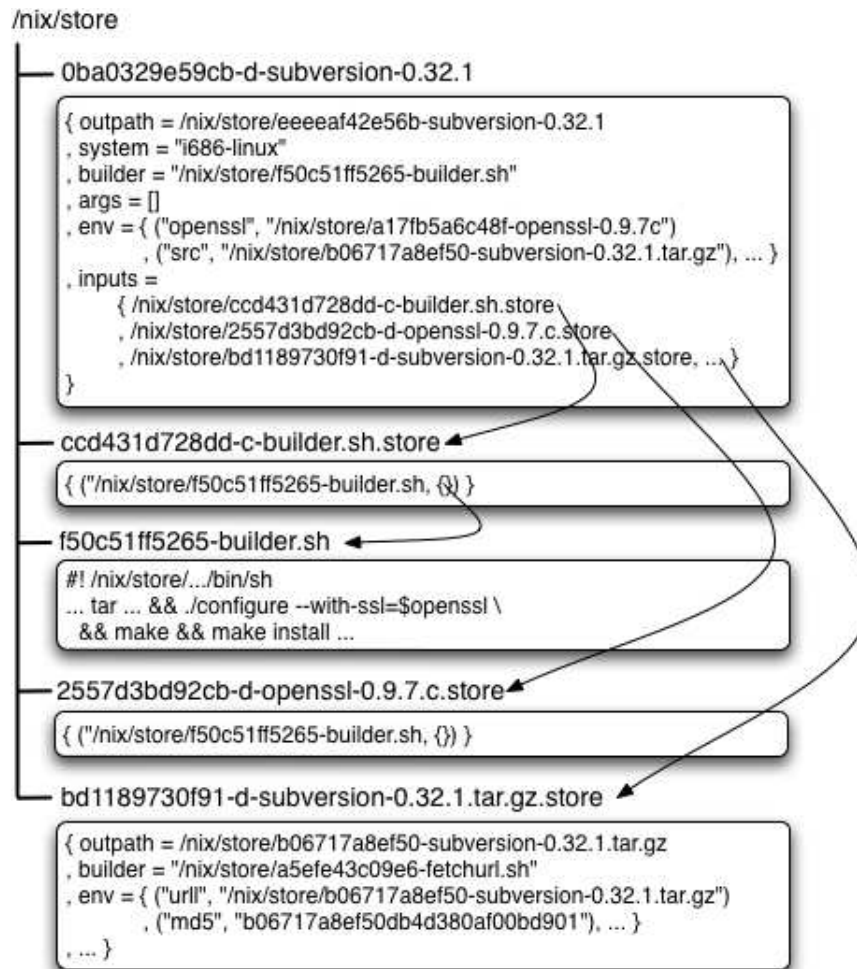 /nix/store
0ba0329e59cb-d-subversion-0.32.1
{ outpath = /nix/store/eeeeaf42e56b-subversion-0.32.1
, system = "i686-linux"
, builder = "/nix/store/f50c51ff5265-builder.sh"
, args = []
, env = { ("openssl", "/nix/store/a17fb5a6c48f-openssl-0.9.7c")
, ("src", "/nix/store/b06717a8ef50-subversion-0.32.1.tar.gz"), ... }
, inputs =
{ /nix/store/ccd431d728dd-c-builder.sh.store
, /nix/store/2557d3bd92cb-d-openssl-0.9.7.c.store
, /nix/store/bd1189730f91-d-subversion-0.32.1.tar.gz.store, ... }
}
ccd431d728dd-c-builder.sh.store
{ ("/nix/store/f50c51ff5265-builder.sh, {}) }
f50c51ff5265-builder.sh
#! /nix/store/.../bin/sh
... tar ... && ./configure --with-ssl=$openssl \
&& make && make install ...
2557d3bd92cb-d-openssl-0.9.7.c.store
{ ("/nix/store/f50c51ff5265-builder.sh, {}) }
bd1189730f91-d-subversion-0.32.1.tar.gz.store
{ outpath = /nix/store/b06717a8ef50-subversion-0.32.1.tar.gz
, builder = "/nix/store/a5efe43c09e6-fetchurl.sh"
, env = { ("urll", "/nix/store/b06717a8ef50-subversion-0.32.1.tar.gz")
, ("md5", "b06717a8ef50db4d380af00bd901"), ... }
, ... }